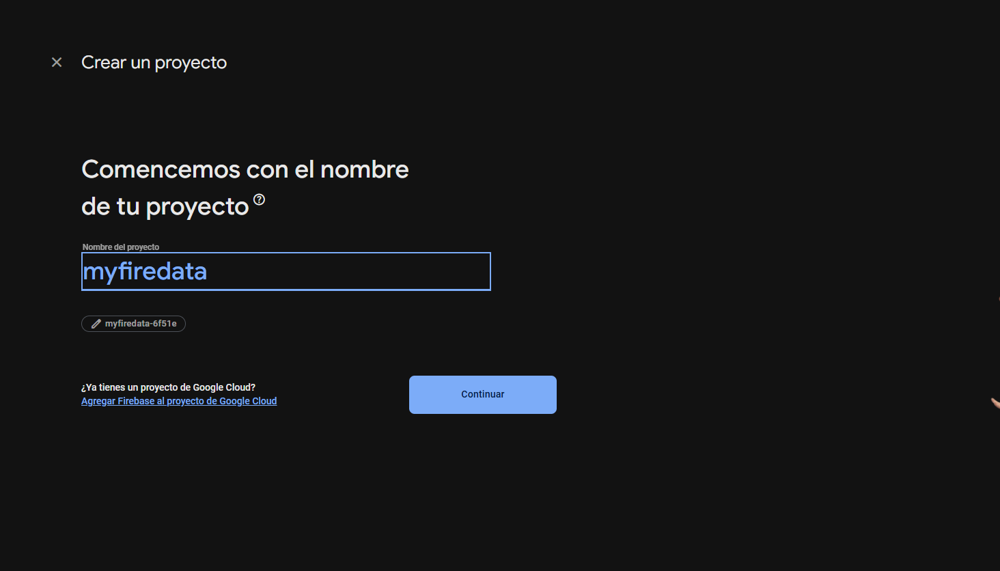 Crear un proyecto
Comencemos con el nombre
de tu proyecto
Nombre del proyecto
myfiredata
myfiredata-6f51e
¿Ya tienes un proyecto de Google Cloud?
Agregar Firebase al proyecto de Google Cloud
Continuar